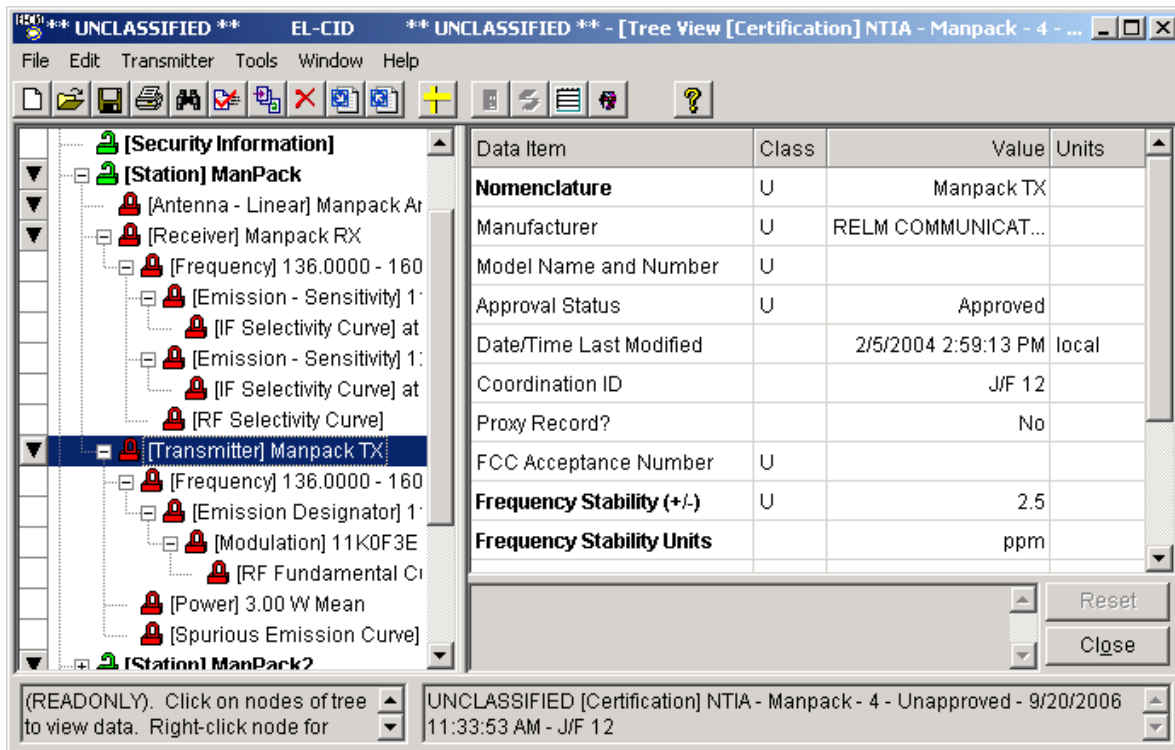 ** UNCLASSIFIED ** EL-CID ** UNCLASSIFIED ** - [Tree View [Certification] NTIA - Manpack - 4 - ...
File Edit Transmitter Tools Window Help
[Security Information]
[Station] ManPack
[Antenna - Linear] Manpack
[Receiver] Manpack RX
[Frequency] 136.0000 - 160
[Emission - Sensitivity]
[IF Selectivity Curve] at
[Emission - Sensitivity]
[IF Selectivity Curve] at
[RF Selectivity Curve]
[Transmitter] Manpack TX
[Frequency] 136.0000 - 160
[Emission Designator]
[Modulation] 11K0F3E
[RF Fundamental
[Power] 3.00 W Mean
[Spurious Emission Curve]
[Station] ManPack2
Data Item Class Value Units
Nomenclature U Manpack TX
Manufacturer U RELM COMMUNICAT...
Model Name and Number U
Approval Status U Approved
Date/Time Last Modified 2/5/2004 2:59:13 PM local
Coordination ID J/F 12
Proxy Record? No
FCC Acceptance Number U
Frequency Stability (+/-) U 2.5
Frequency Stability Units ppm
Reset
Close
(READONLY). Click on nodes of tree
to view data. Right-click node for
UNCLASSIFIED [Certification] NTIA - Manpack - 4 - Unapproved - 9/20/2006
11:33:53 AM - J/F 12